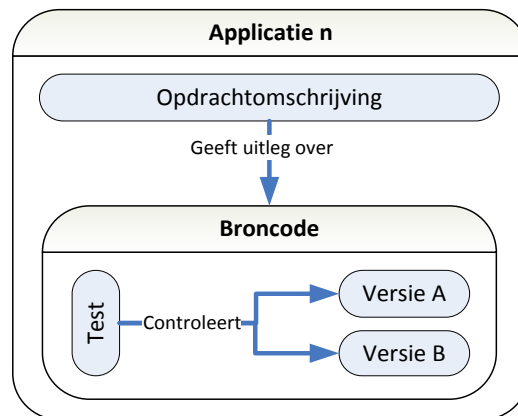 Applicatie n
Opdrachtomschrijving
Geeft uitleg over
Broncode
Test
Controleert
Versie A
Versie B